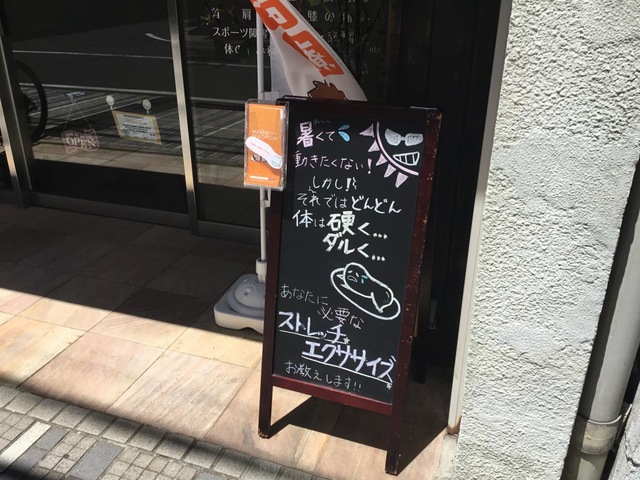 スポーツ障
OPEN
暑くて
動きたくない!
しかし!!
それではどんどん
体は硬く...
ダルく...
あなたに
必要な
ストレッチ&
エクササイズ
お教えします!!